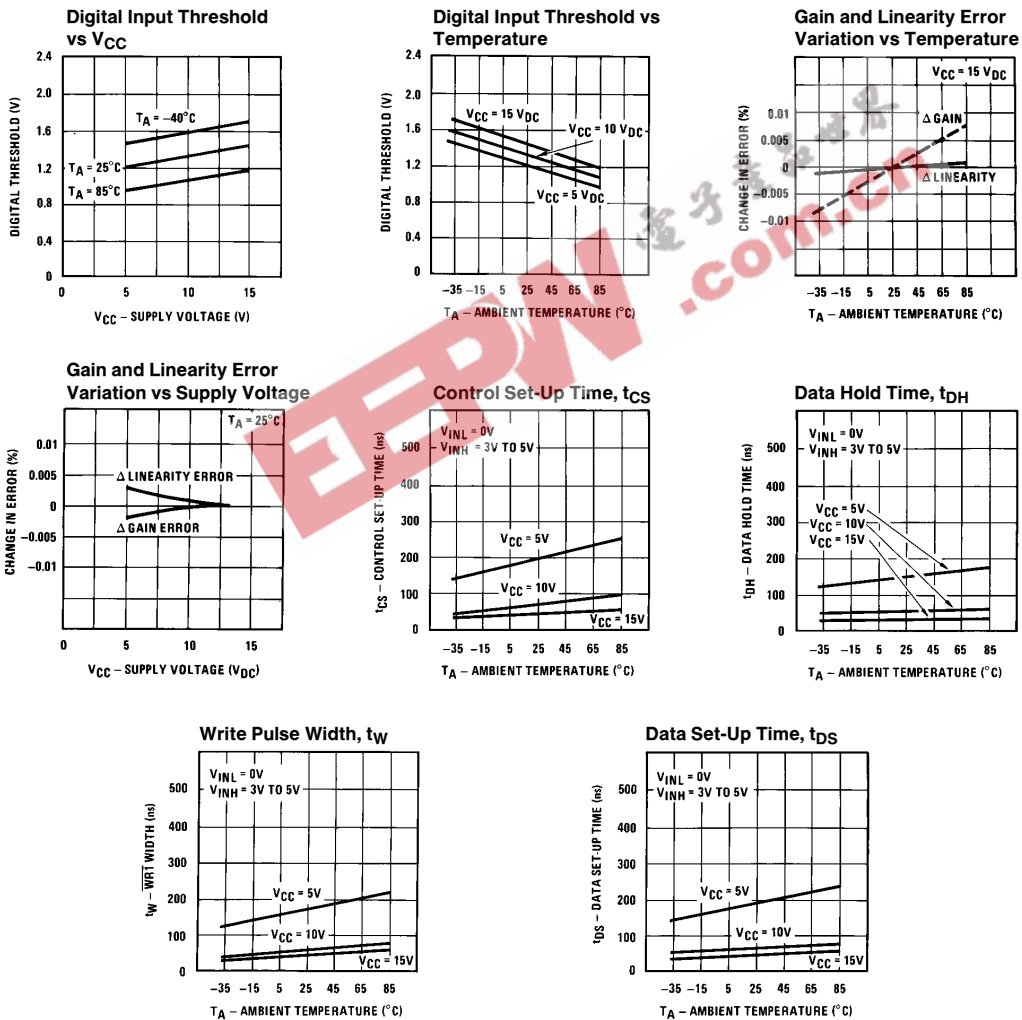 Digital Input Threshold
vs VCC
2.4
2.0
1.6
1.2
0.8
0.4
0
DIGITAL THRESHOLD (V)
TA = −40°C
TA = 25°C
TA = 85°C
0 5 10 15
VCC – SUPPLY VOLTAGE (V)
Digital Input Threshold vs
Temperature
2.4
2.0
1.6
1.2
0.8
0.4
0
DIGITAL THRESHOLD (V)
VCC = 15 VDC
VCC = 10 VDC
VCC = 5 VDC
−35 −15 5 25 45 65 85
TA – AMBIENT TEMPERATURE (°C)
Gain and Linearity Error
Variation vs Temperature
VCC = 15 VDC
0.01
0.005
0
−0.005
−0.01
CHANGE IN ERROR (%)
Δ GAIN
Δ LINEARITY
−35 −15 5 25 45 65 85
TA – AMBIENT TEMPERATURE (°C)
Gain and Linearity Error
Variation vs Supply Voltage
TA = 25°C
0.01
0.005
0
−0.005
−0.01
CHANGE IN ERROR (%)
Δ LINEARITY ERROR
Δ GAIN ERROR
0 5 10 15
VCC – SUPPLY VOLTAGE (VDC)
Control Set-Up Time, tCS
VINL = 0V
VINH = 3V TO 5V
500
400
300
200
100
0
tCS – CONTROL SET-UP TIME (ns)
VCC = 5V
VCC = 10V
VCC = 15V
−35 −15 5 25 45 65 85
TA – AMBIENT TEMPERATURE (°C)
Data Hold Time, tDH
VINL = 0V
VINH = 3V TO 5V
500
400
300
200
100
0
tDH – DATA HOLD TIME (ns)
VCC = 5V
VCC = 10V
VCC = 15V
−35 −15 5 25 45 65 85
TA – AMBIENT TEMPERATURE (°C)
Write Pulse Width, tW
VINL = 0V
VINH = 3V TO 5V
500
400
300
200
100
0
tW – WR1 WIDTH (ns)
VCC = 5V
VCC = 10V
VCC = 15V
−35 −15 5 25 45 65 85
TA – AMBIENT TEMPERATURE (°C)
Data Set-Up Time, tDS
VINL = 0V
VINH = 3V TO 5V
500
400
300
200
100
0
tDS – DATA SET-UP TIME (ns)
VCC = 5V
VCC = 10V
VCC = 15V
−35 −15 5 25 45 65 85
TA – AMBIENT TEMPERATURE (°C)
EEPW.com.cn
电子产品世界